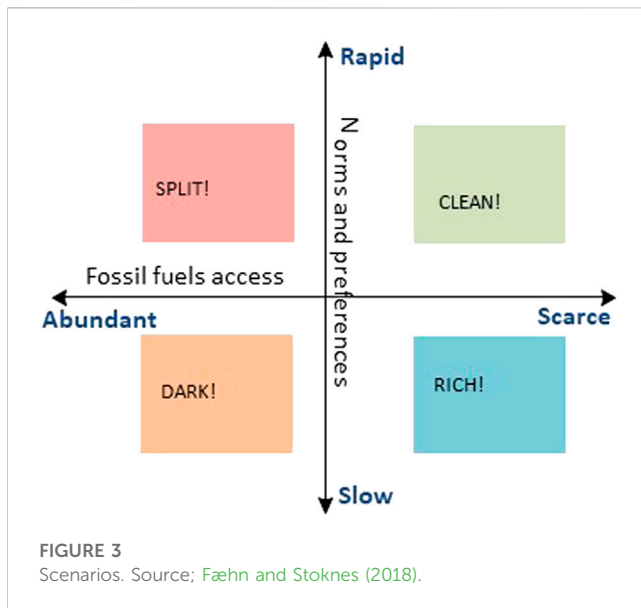 Rapid
Norms and preferences
SPLIT!
CLEAN!
Fossil fuels access
Abundant
Scarce
DARK!
RICH!
Slow
FIGURE 3
Scenarios. Source; Fæhn and Stoknes (2018).